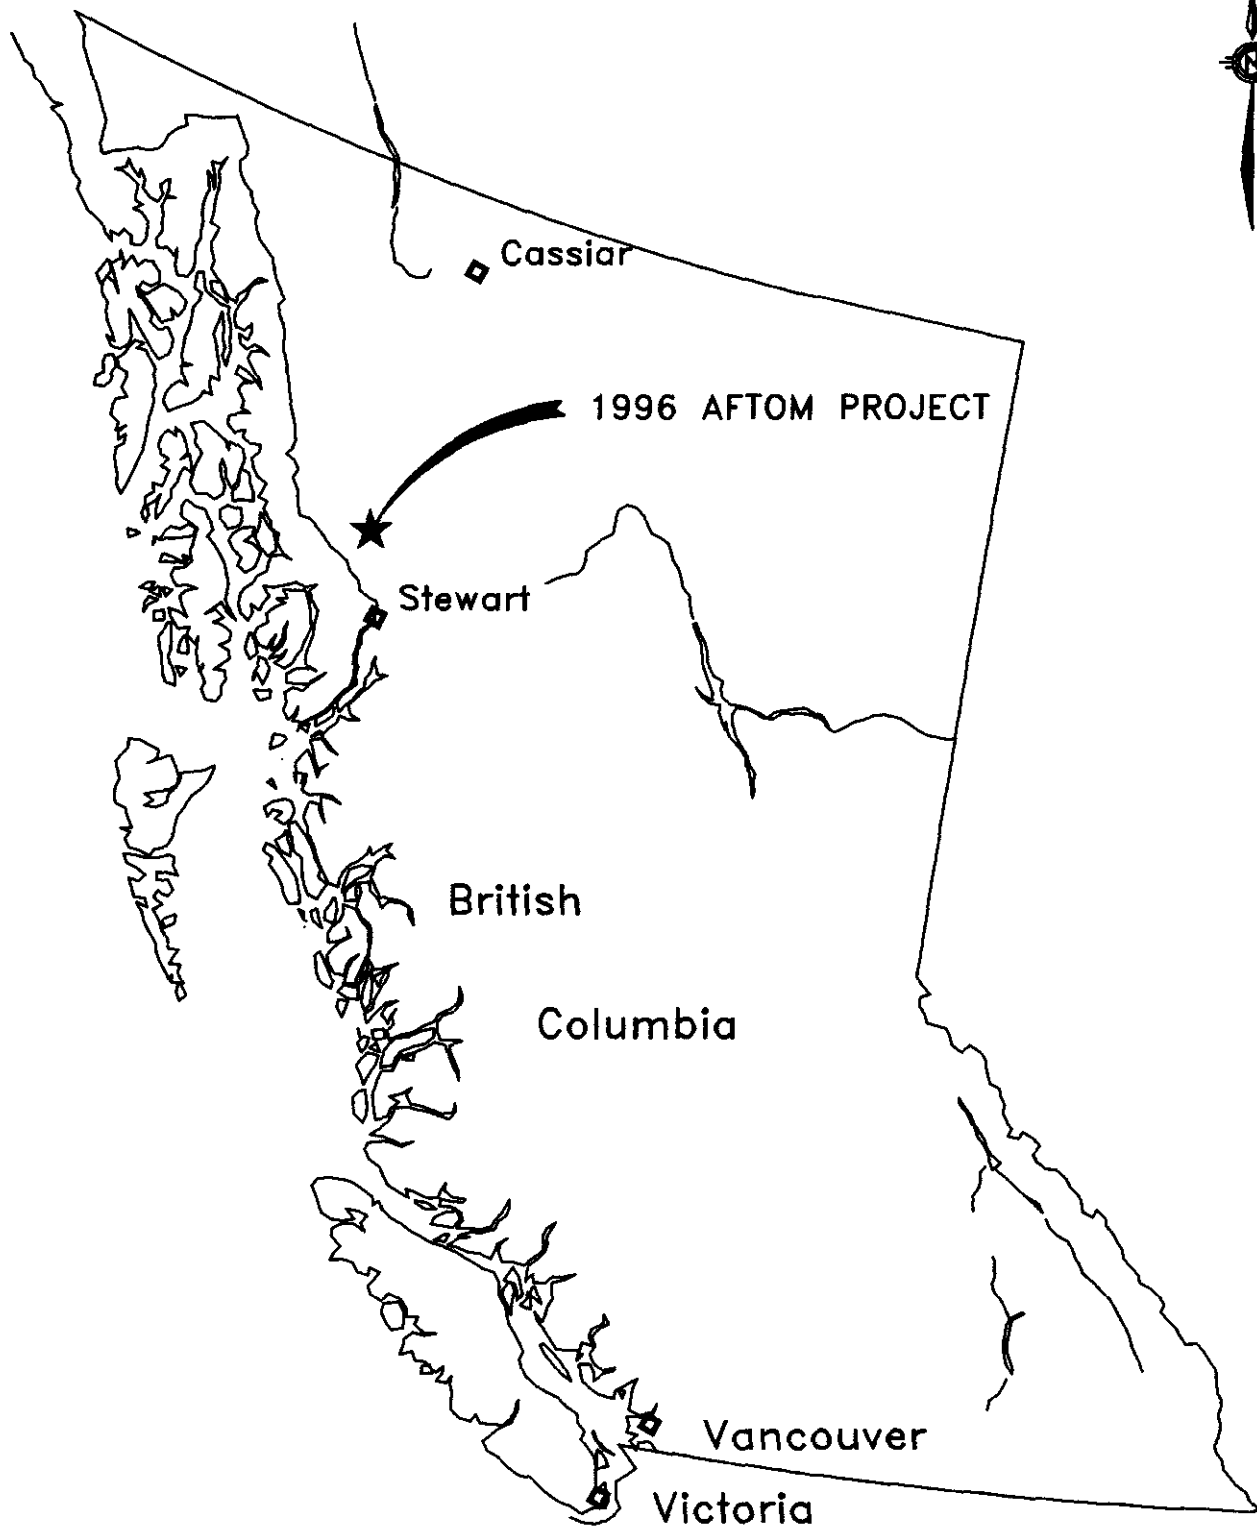 Cassiar
1996 AFTOM PROJECT
Stewart
British
Columbia
Vancouver
Victoria